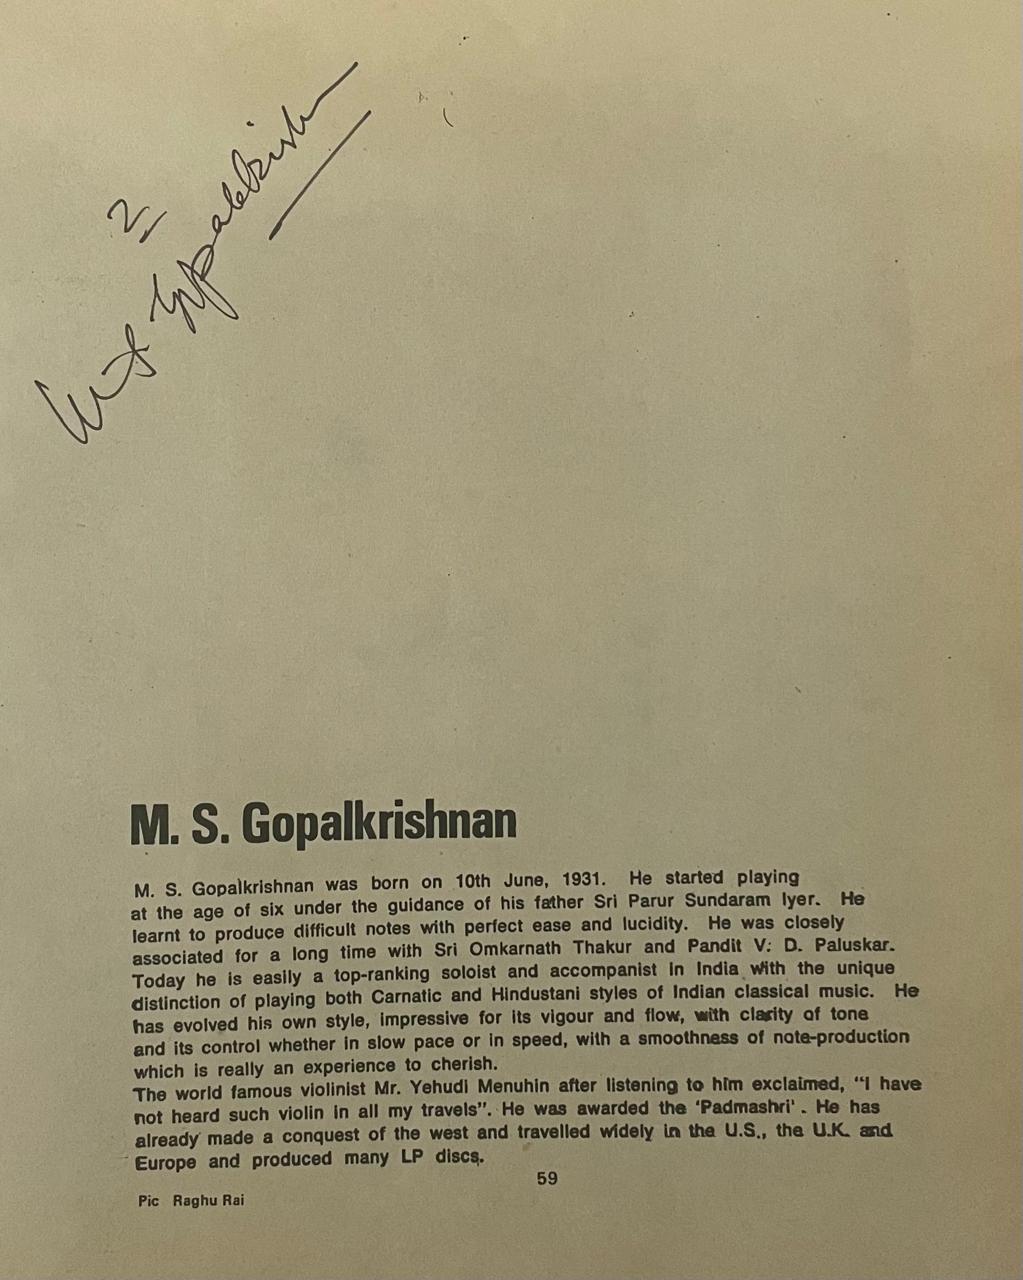 2
M S Gopalkrishn
M. S. Gopalkrishnan
M. S. Gopalkrishnan was born on 10th June, 1931. He started playing
at the age of six under the guidance of his father Sri Parur Sundaram Iyer. He
learnt to produce difficult notes with perfect ease and lucidity. He was closely
associated for a long time with Sri Omkarnath Thakur and Pandit V. D. Paluskar.
Today he is easily a top-ranking soloist and accompanist in India with the unique
distinction of playing both Carnatic and Hindustani styles of Indian classical music. He
has evolved his own style, impressive for its vigour and flow, with clarity of tone
and its control whether in slow pace or in speed, with a smoothness of note-production
which is really an experience to cherish.
The world famous violinist Mr. Yehudi Menuhin after listening to him exclaimed, "I have
not heard such violin in all my travels". He was awarded the 'Padmashri'. He has
already made a conquest of the west and travelled widely in the U.S., the U.K. and
Europe and produced many LP discs.
59
Pic Raghu Rai